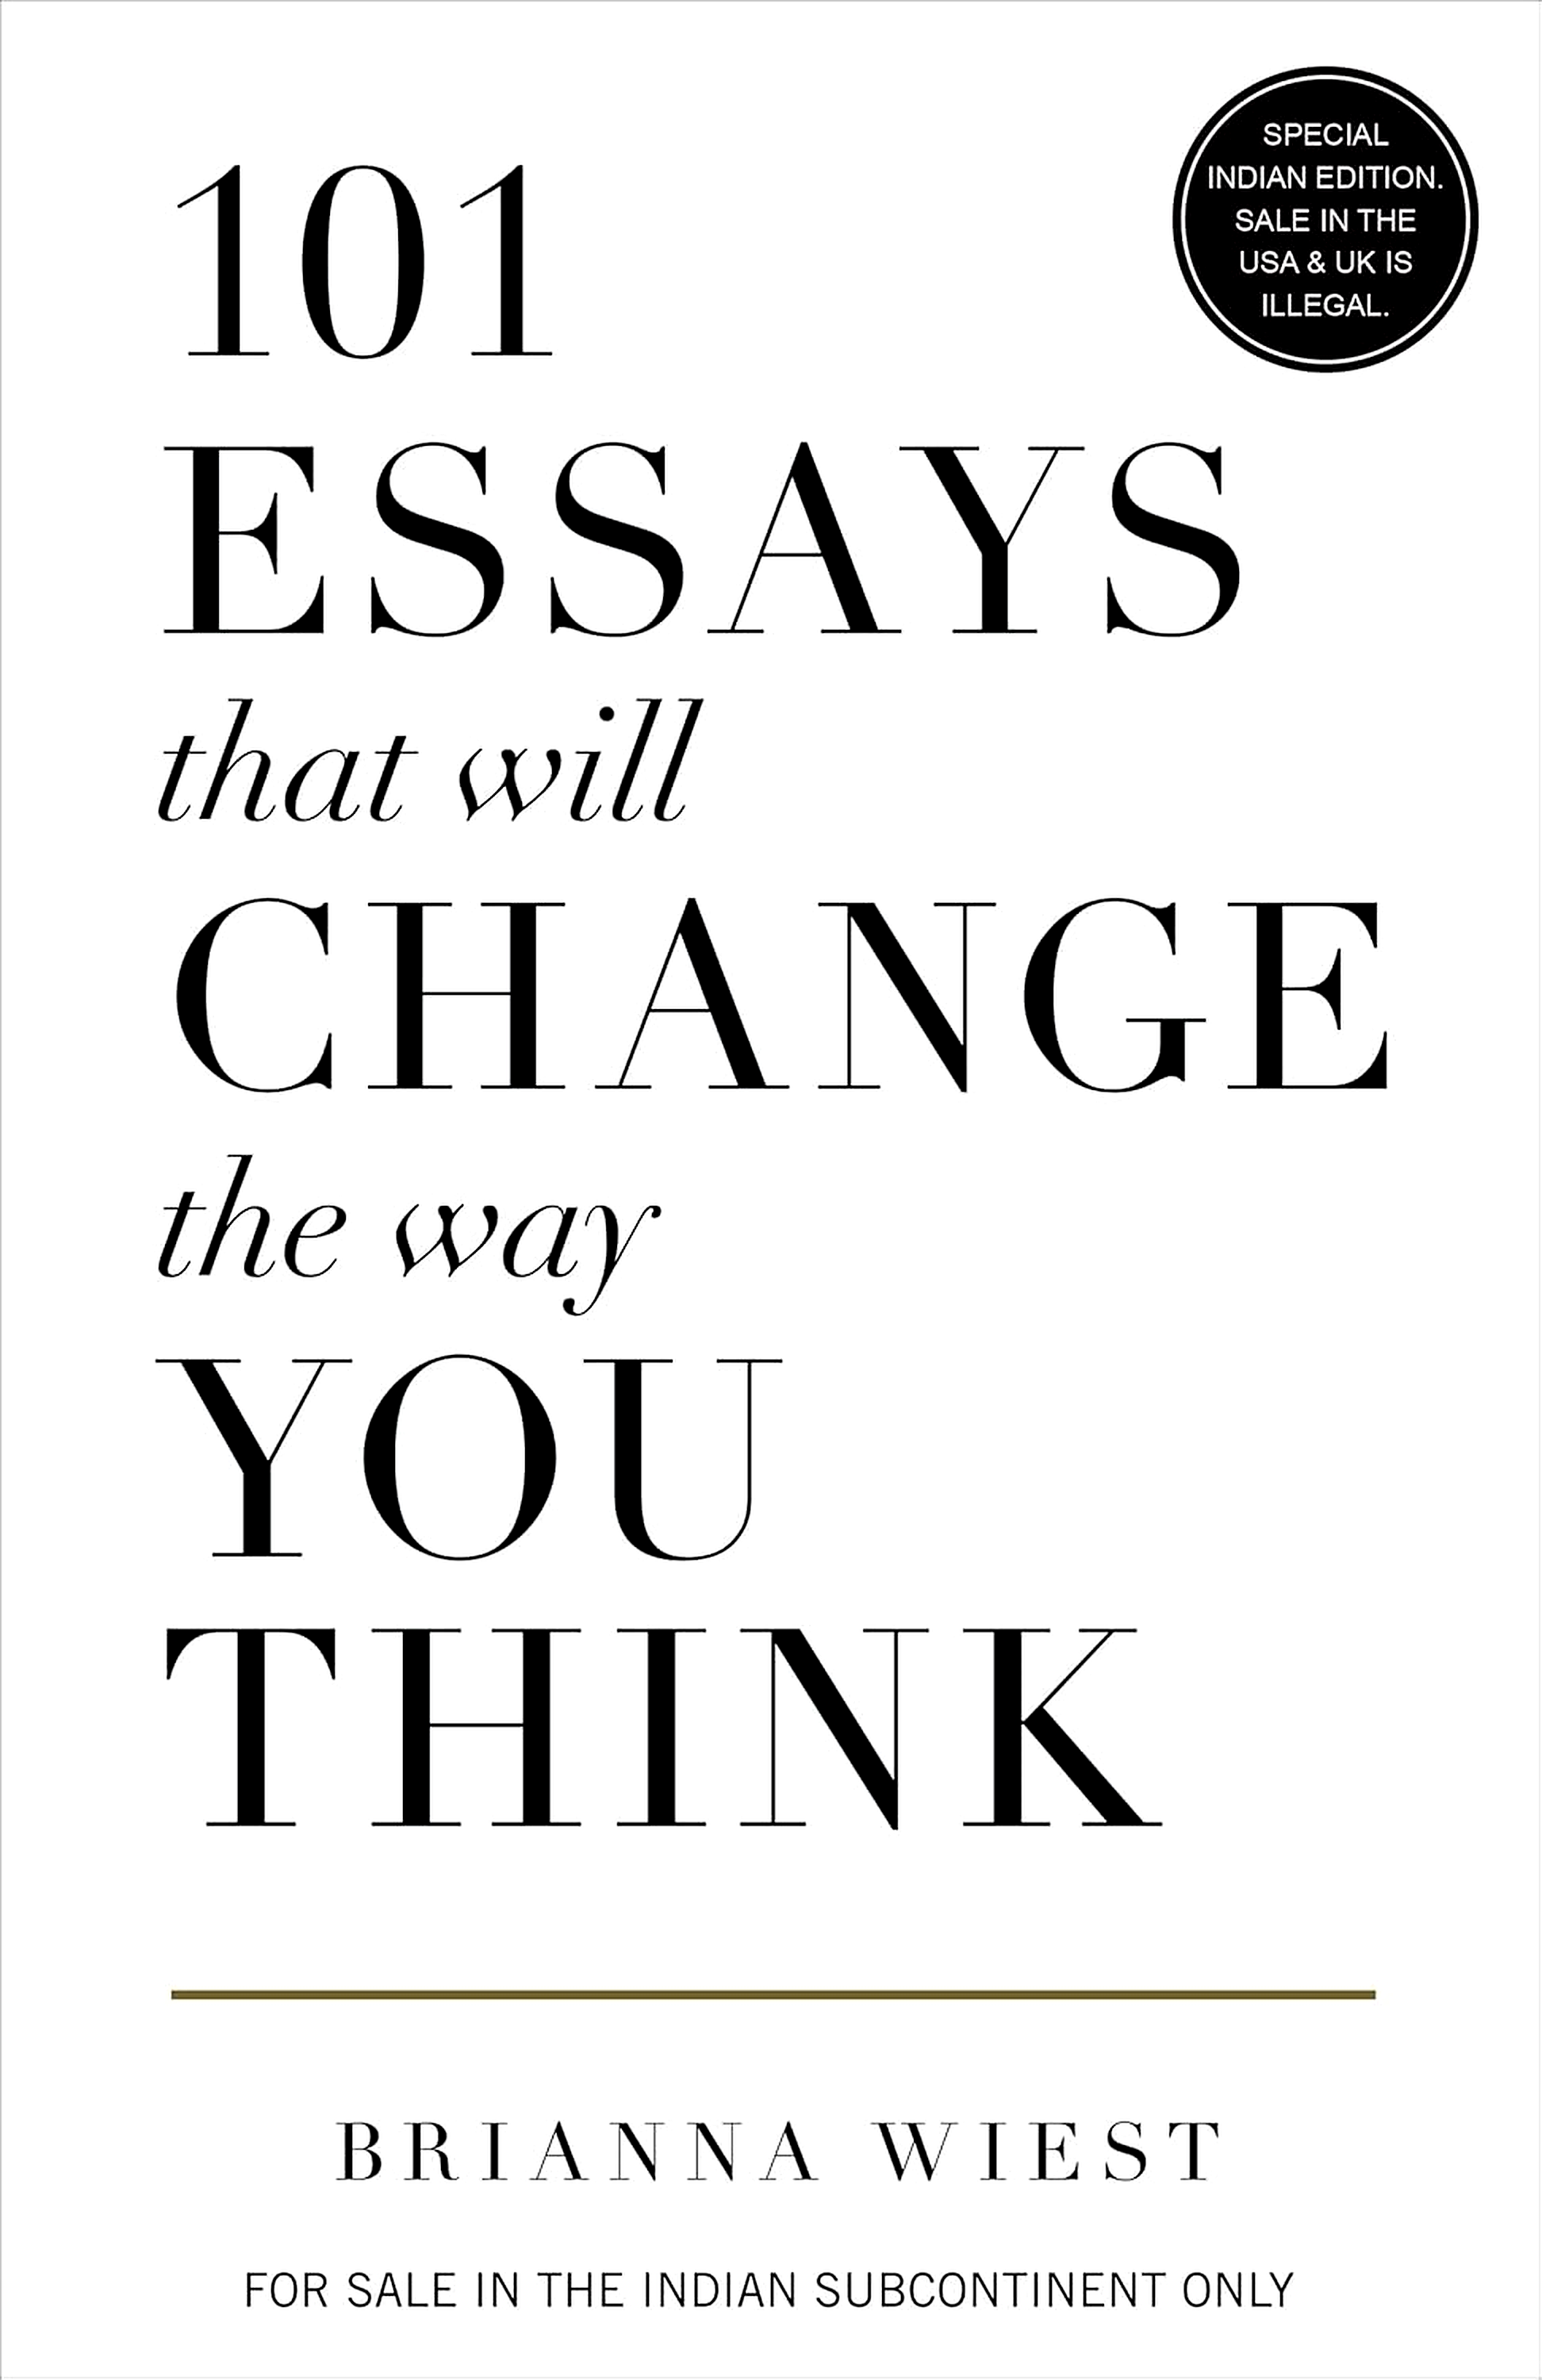 101
SPECIAL
INDIAN EDITION.
SALE IN THE
USA & UK IS
ILLEGAL.
ESSAYS
that will
CHANGE
the way
YOU
THINK
BRIANNA WIEST
FOR SALE IN THE INDIAN SUBCONTINENT ONLY